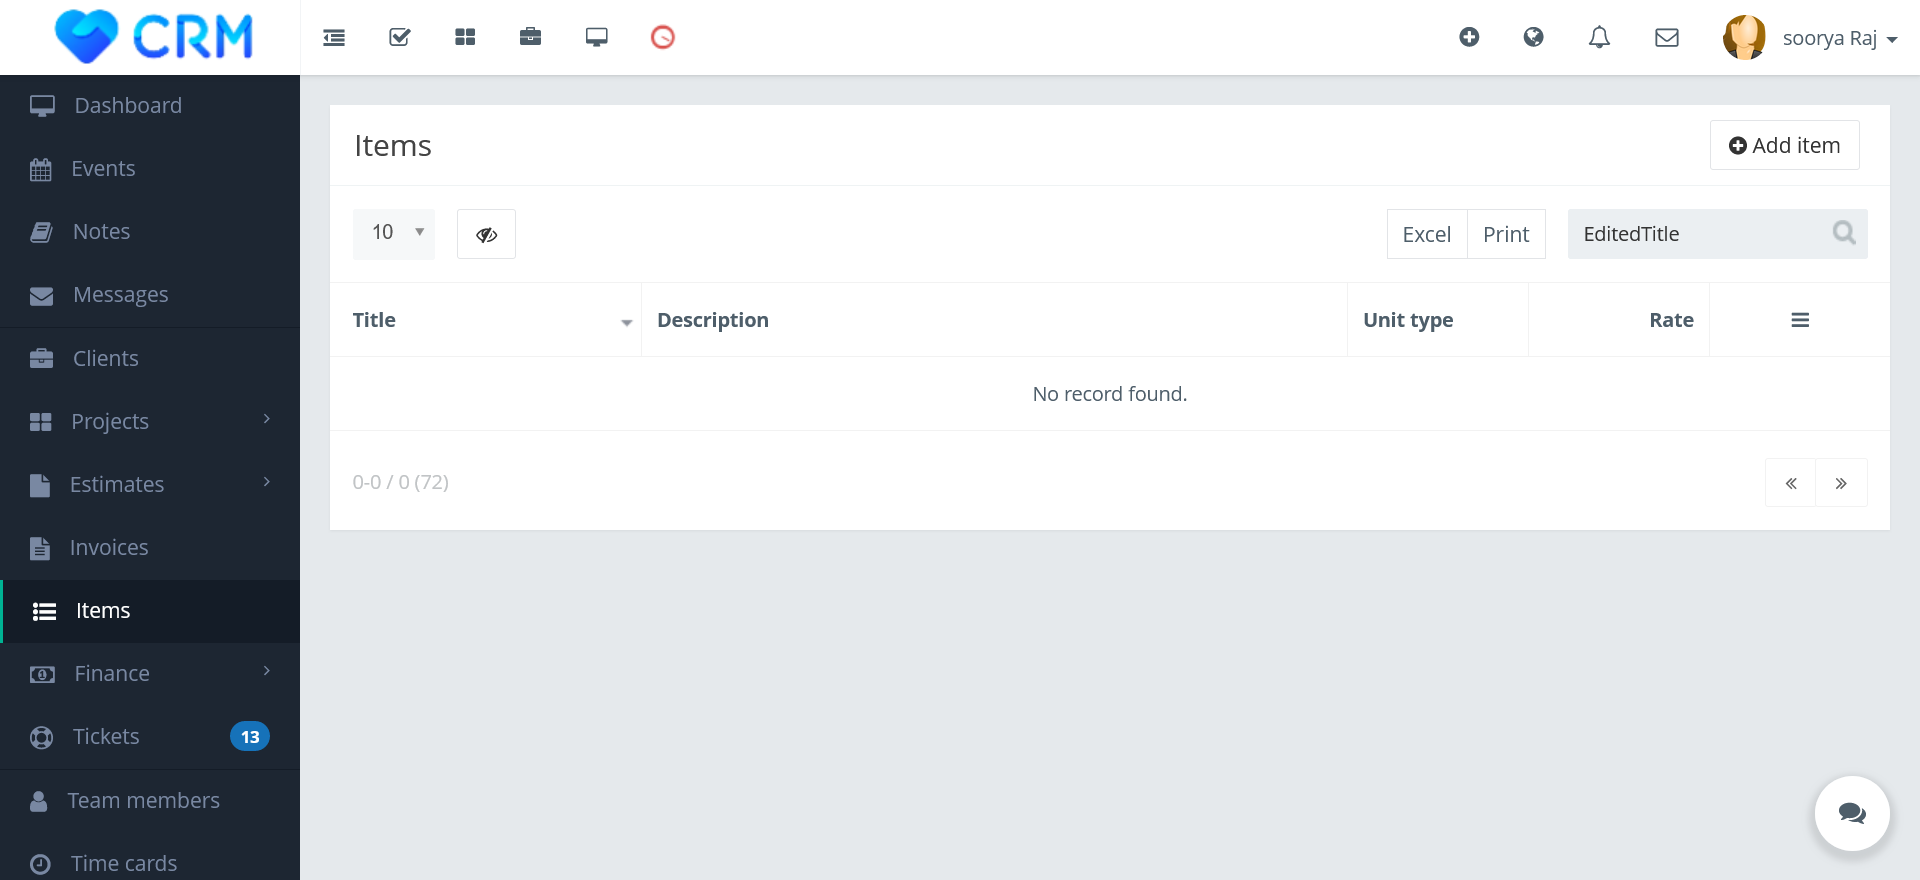 CRM
soorya Raj
Dashboard
Events
Notes
Messages
Clients
Projects
Estimates
Invoices
Items
Finance
Tickets 13
Team members
Time cards
Items
Add item
10
Excel Print EditedTitle
Title Description Unit type Rate
No record found.
0-0 / 0 (72)
« »